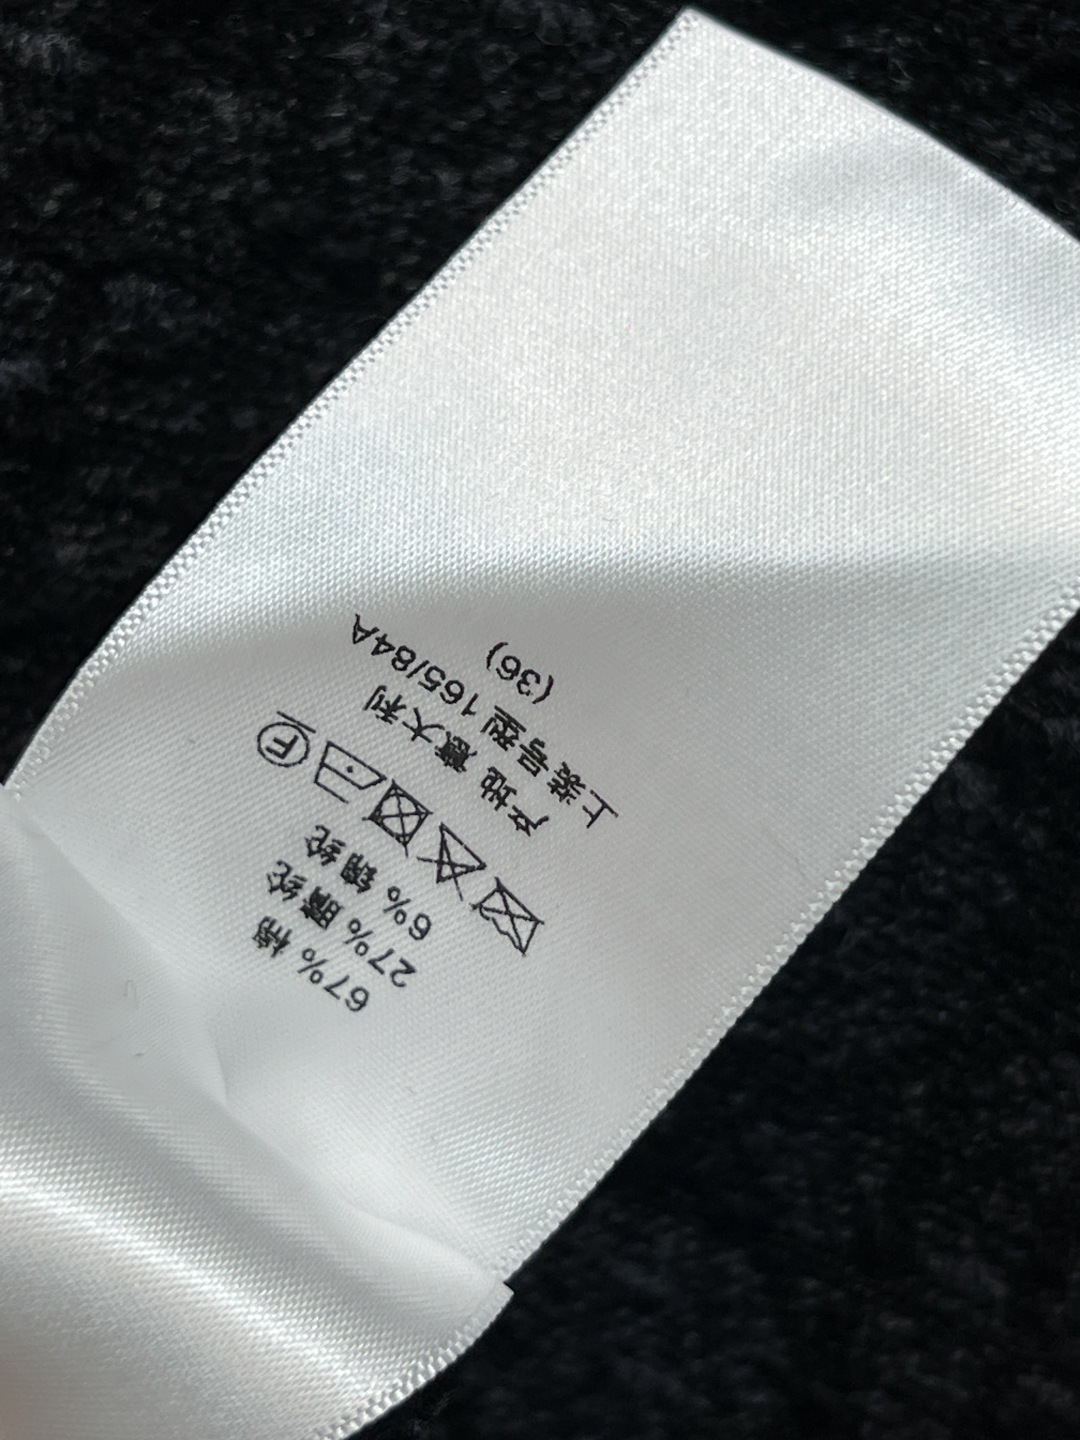 67% 棉
27% 腈纶
6% 锦纶
F
产地 意大利
上装号型 165/84A
(36)